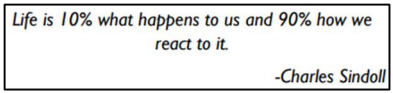 Life is 10% what happens to us and 90% how we
react to it.
-Charles Sindoll